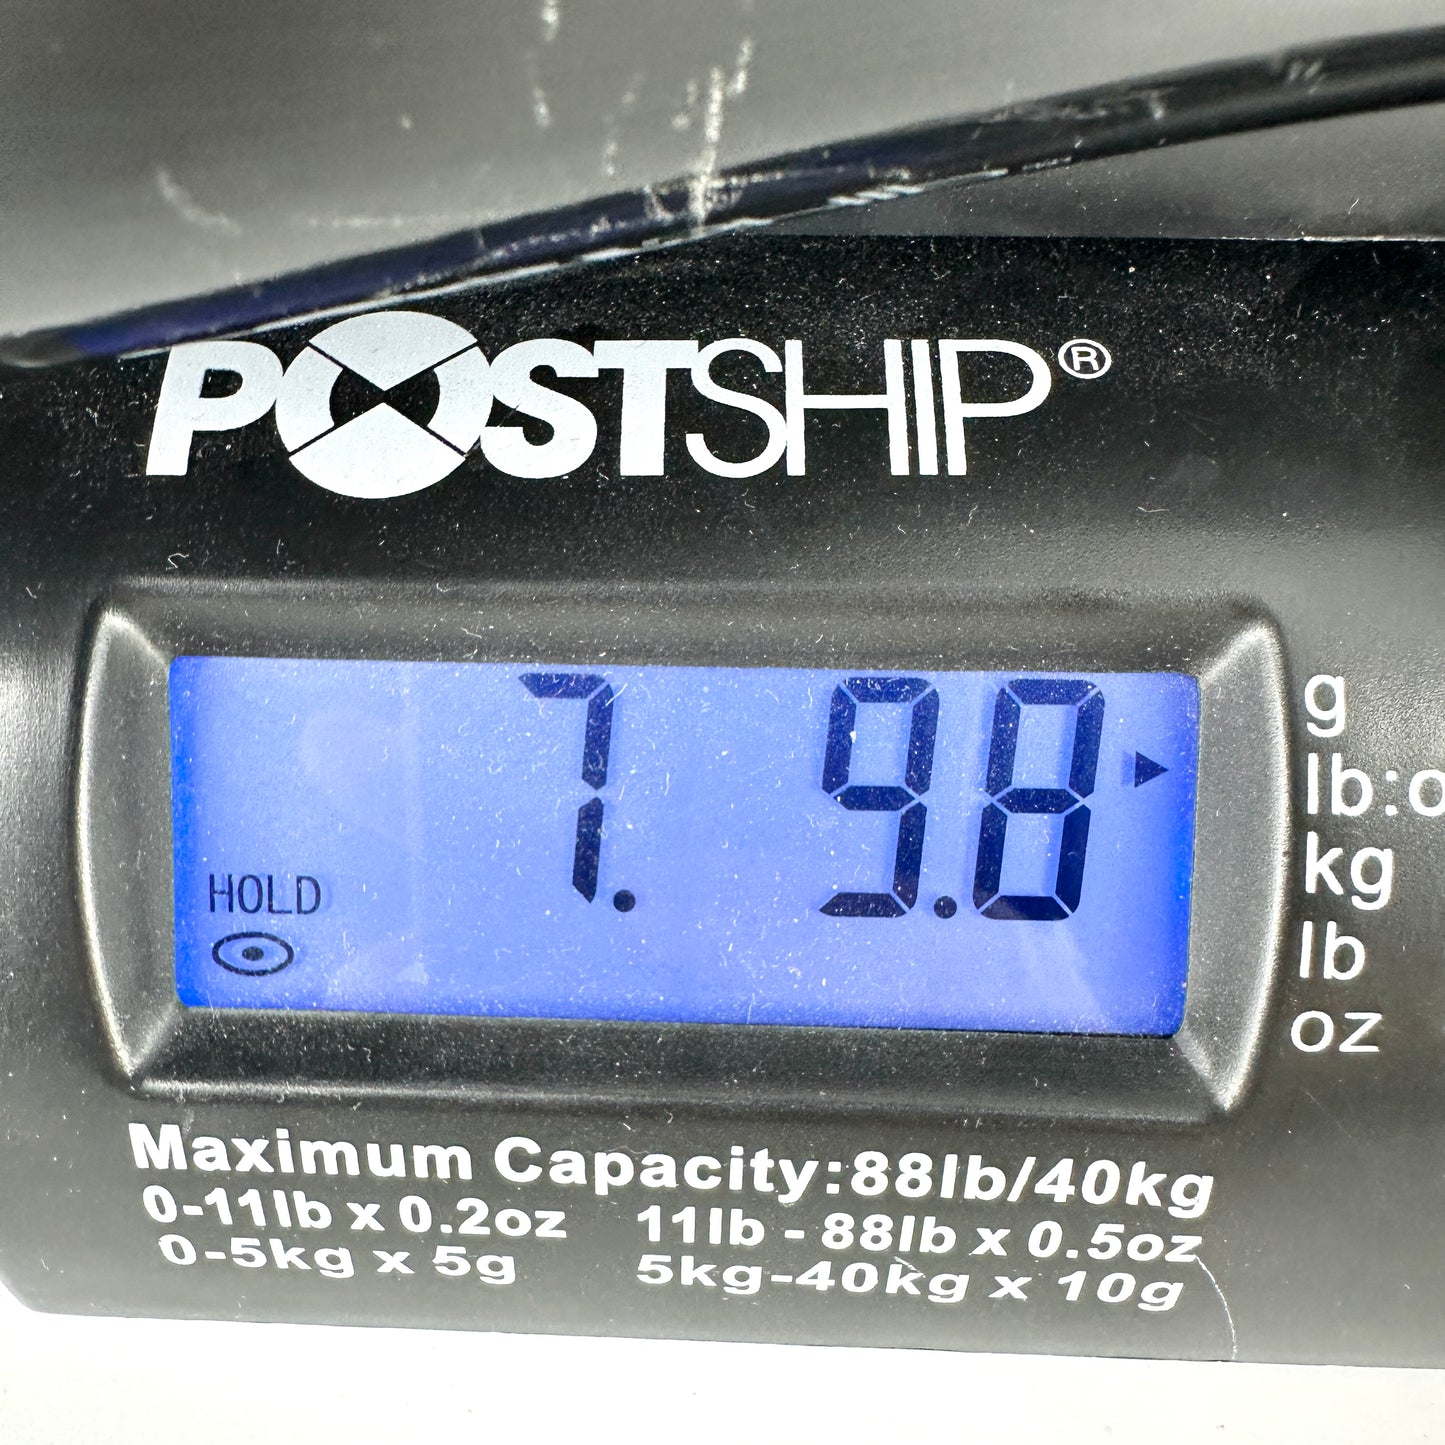 POSTSHIP®
7. 9.8
HOLD
g
lb:o
kg
lb
oz
Maximum Capacity:88lb/40kg
0-11lb x 0.2oz 11lb - 88lb x 0.5oz
0-5kg x 5g 5kg-40kg x 10g